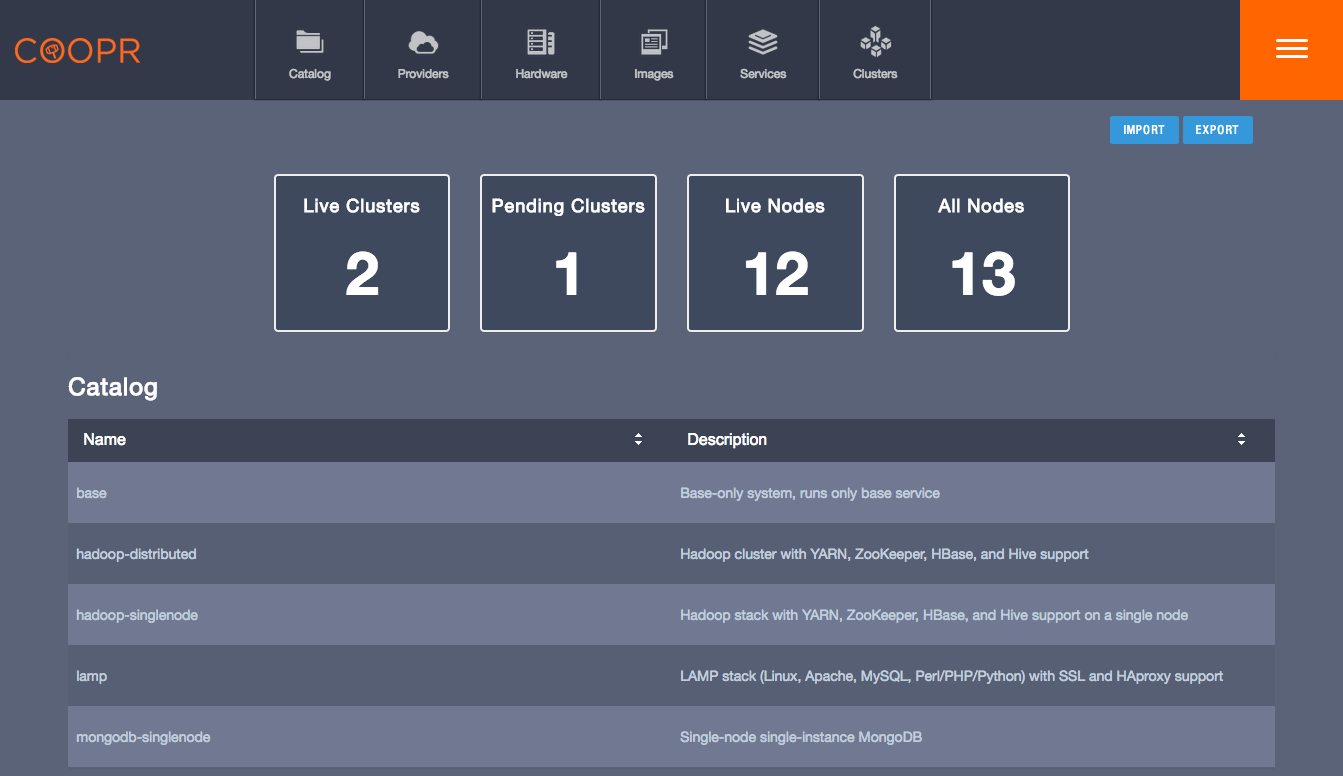 COOPR
Catalog
Providers
Hardware
Images
Services
Clusters
IMPORT
EXPORT
Live Clusters
2
Pending Clusters
1
Live Nodes
12
All Nodes
13
Catalog
Name Description
base Base-only system, runs only base service
hadoop-distributed Hadoop cluster with YARN, ZooKeeper, HBase, and Hive support
hadoop-singlenode Hadoop stack with YARN, ZooKeeper, HBase, and Hive support on a single node
lamp LAMP stack (Linux, Apache, MySQL, Perl/PHP/Python) with SSL and HAproxy support
mongodb-singlenode Single-node single-instance MongoDB